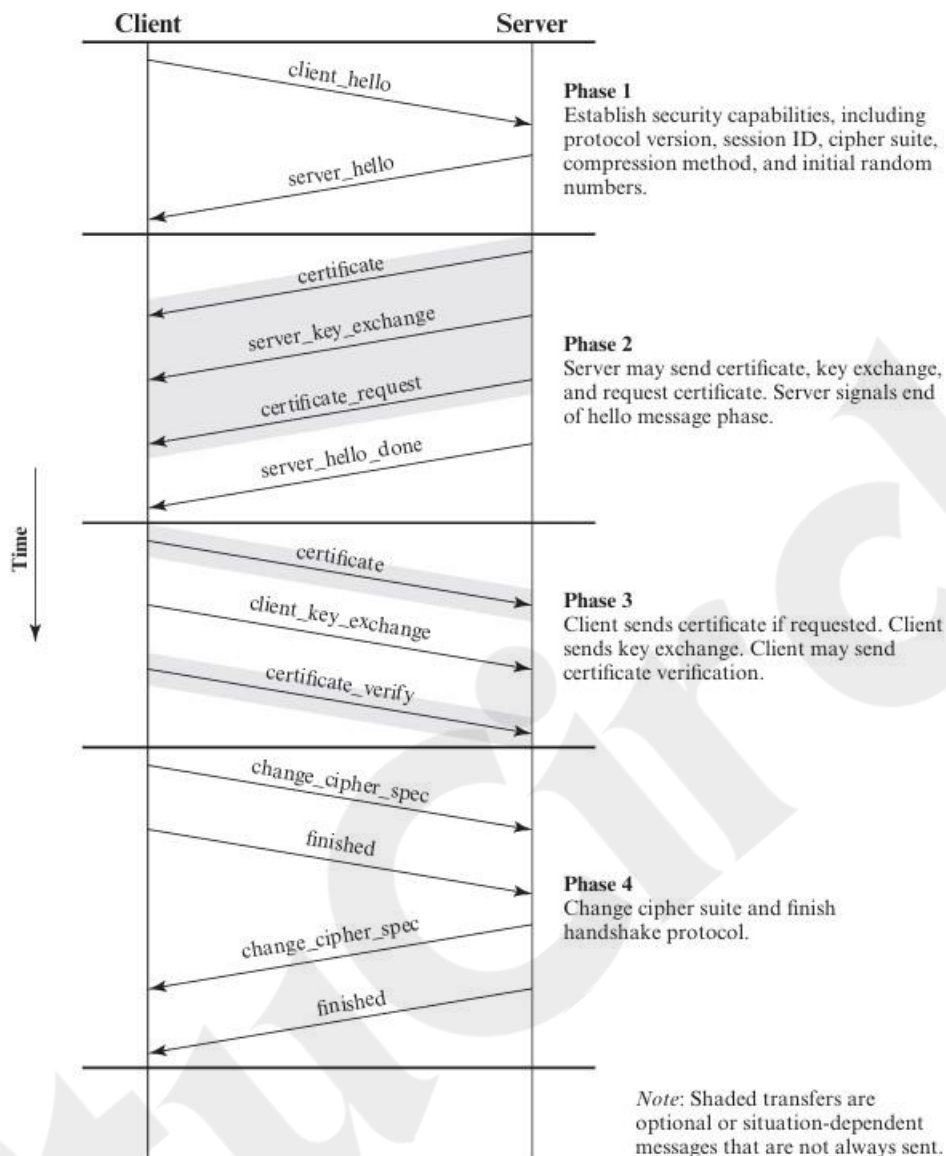 Client
Server
client_hello
server_hello
Phase 1
Establish security capabilities, including
protocol version, session ID, cipher suite,
compression method, and initial random
numbers.
certificate
server_key_exchange
certificate_request
server_hello_done
Phase 2
Server may send certificate, key exchange,
and request certificate. Server signals end
of hello message phase.
Time
certificate
client_key_exchange
certificate_verify
Phase 3
Client sends certificate if requested. Client
sends key exchange. Client may send
certificate verification.
change_cipher_spec
finished
change_cipher_spec
finished
Phase 4
Change cipher suite and finish
handshake protocol.
Note: Shaded transfers are
optional or situation-dependent
messages that are not always sent.